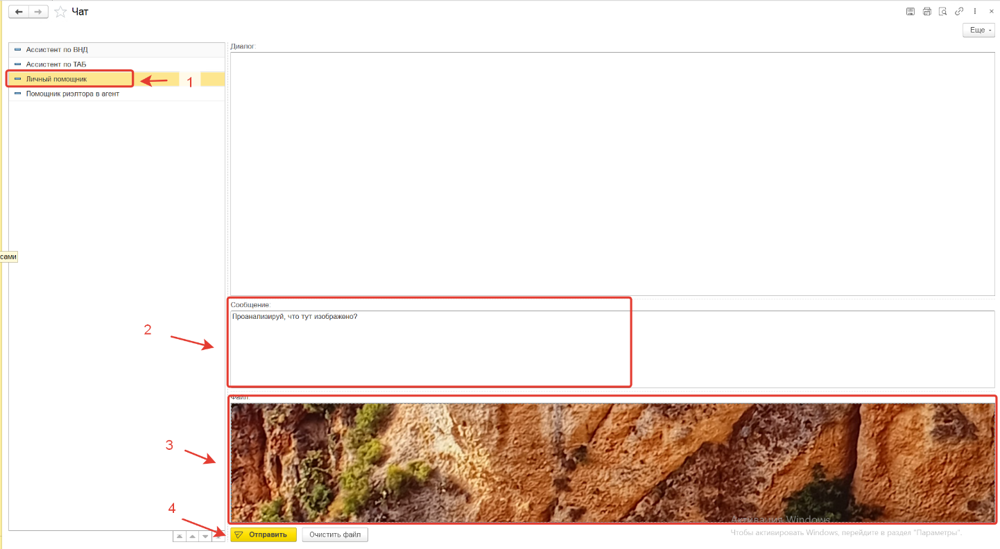 Чат
Еще
Ассистент по ВНД
Ассистент по ТАБ
Личный помощник
1
Помощник риэлтора в агент
Диалог:
сами
Сообщение:
Проанализируй, что тут изображено?
2
Файл:
3
4
Отправить
Очистить файл
Активация Windows
Чтобы активировать Windows, перейдите в раздел "Параметры".